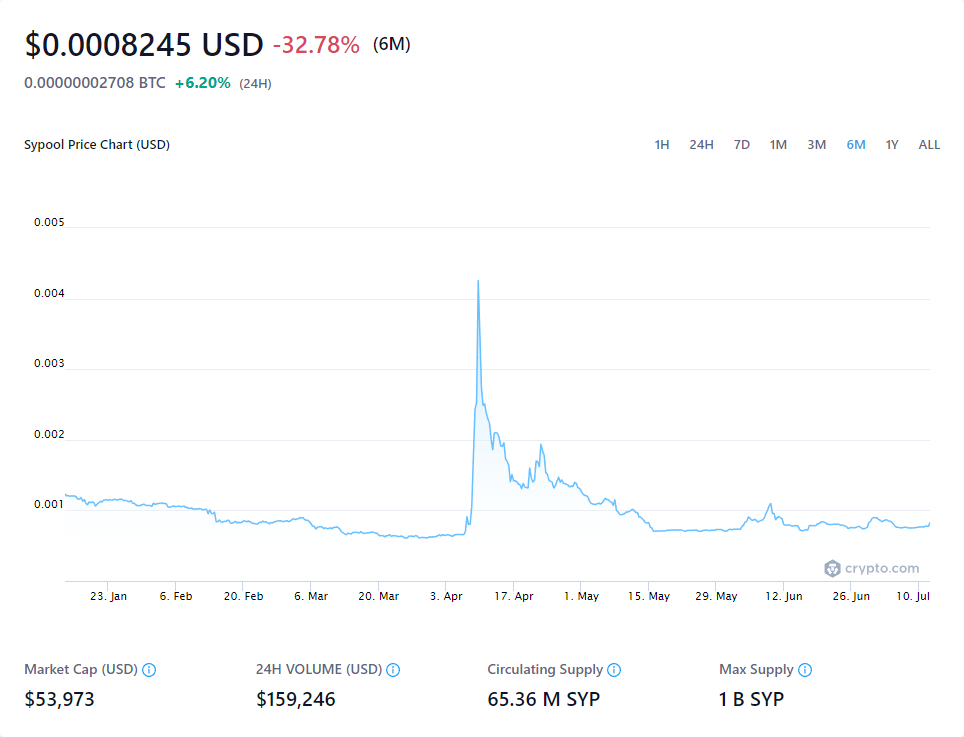 $0.0008245 USD -32.78% (6M)
0.00000002708 BTC +6.20% (24H)
Sypool Price Chart (USD) 1H 24H 7D 1M 3M 6M 1Y ALL
0.005
0.004
0.003
0.002
0.001
crypto.com
23. Jan 6. Feb 20. Feb 6. Mar 20. Mar 3. Apr 17. Apr 1. May 15. May 29. May 12. Jun 26. Jun 10. Jul
Market Cap (USD) 24H VOLUME (USD) Circulating Supply Max Supply
$53,973 $159,246 65.36 M SYP 1 B SYP